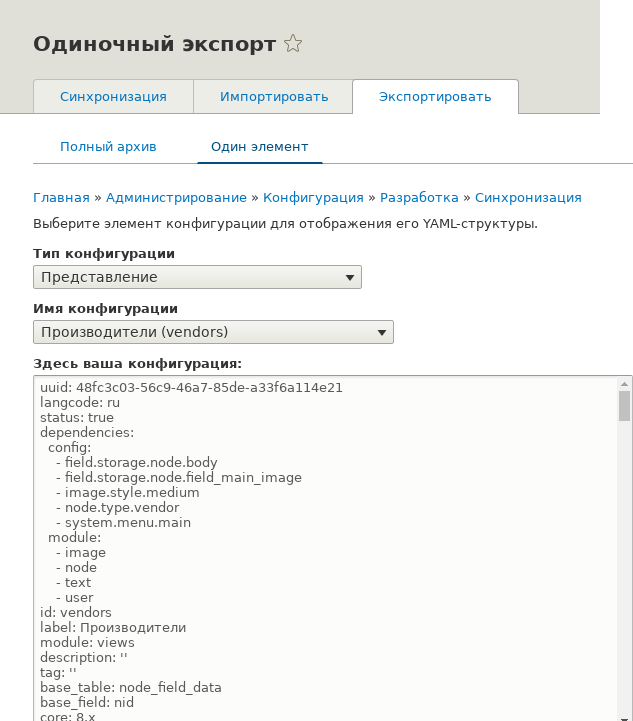 Одиночный экспорт
Синхронизация Импортировать Экспортировать
Полный архив Один элемент
Главная » Администрирование » Конфигурация » Разработка » Синхронизация
Выберите элемент конфигурации для отображения его YAML-структуры.
Тип конфигурации
Представление
Имя конфигурации
Производители (vendors)
Здесь ваша конфигурация:
uuid: 48fc3c03-56c9-46a7-85de-a33f6a114e21
langcode: ru
status: true
dependencies:
config:
- field.storage.node.body
- field.storage.node.field_main_image
- image.style.medium
- node.type.vendor
- system.menu.main
module:
- image
- node
- text
- user
id: vendors
label: Производители
module: views
description: ''
tag: ''
base_table: node_field_data
base_field: nid
core: 8.x